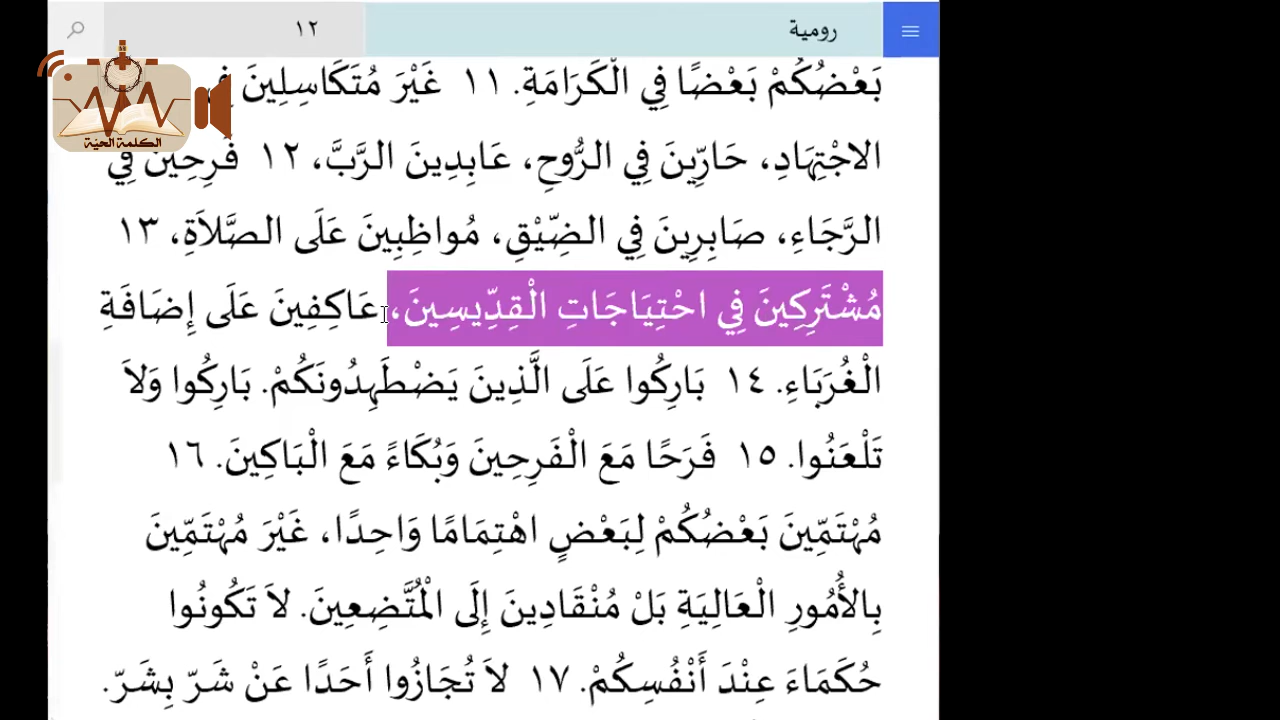 رومية
١٢
الكلمة الحيّة
بَعْضُكُمْ بَعْضًا فِي الْكَرَامَةِ. ١١ غَيْرَ مُتَكَاسِلِينَ فِي
الاجْتِهَادِ، حَارِّينَ فِي الرُّوحِ، عَابِدِينَ الرَّبَّ، ١٢ فَرِحِينَ فِي
الرَّجَاءِ، صَابِرِينَ فِي الضِّيْقِ، مُواظِبِينَ عَلَى الصَّلاَةِ، ١٣
مُشْتَرِكِينَ فِي احْتِيَاجَاتِ الْقِدِّيسِينَ، عَاكِفِينَ عَلَى إِضَافَةِ
الْغُرَبَاءِ. ١٤ بَارِكُوا عَلَى الَّذِينَ يَضْطَهِدُونَكُمْ. بَارِكُوا وَلاَ
تَلْعَنُوا. ١٥ فَرَحًا مَعَ الْفَرِحِينَ وَبُكَاءً مَعَ الْبَاكِينَ. ١٦
مُهْتَمِّينَ بَعْضُكُمْ لِبَعْضٍ اهْتِمَامًا وَاحِدًا، غَيْرَ مُهْتَمِّينَ
بِالأُمُورِ الْعَالِيَةِ بَلْ مُنْقَادِينَ إِلَى الْمُتَّضِعِينَ. لاَ تَكُونُوا
حُكَمَاءَ عِنْدَ أَنْفُسِكُمْ. ١٧ لاَ تُجَازُوا أَحَدًا عَنْ شَرّ بِشَرّ.